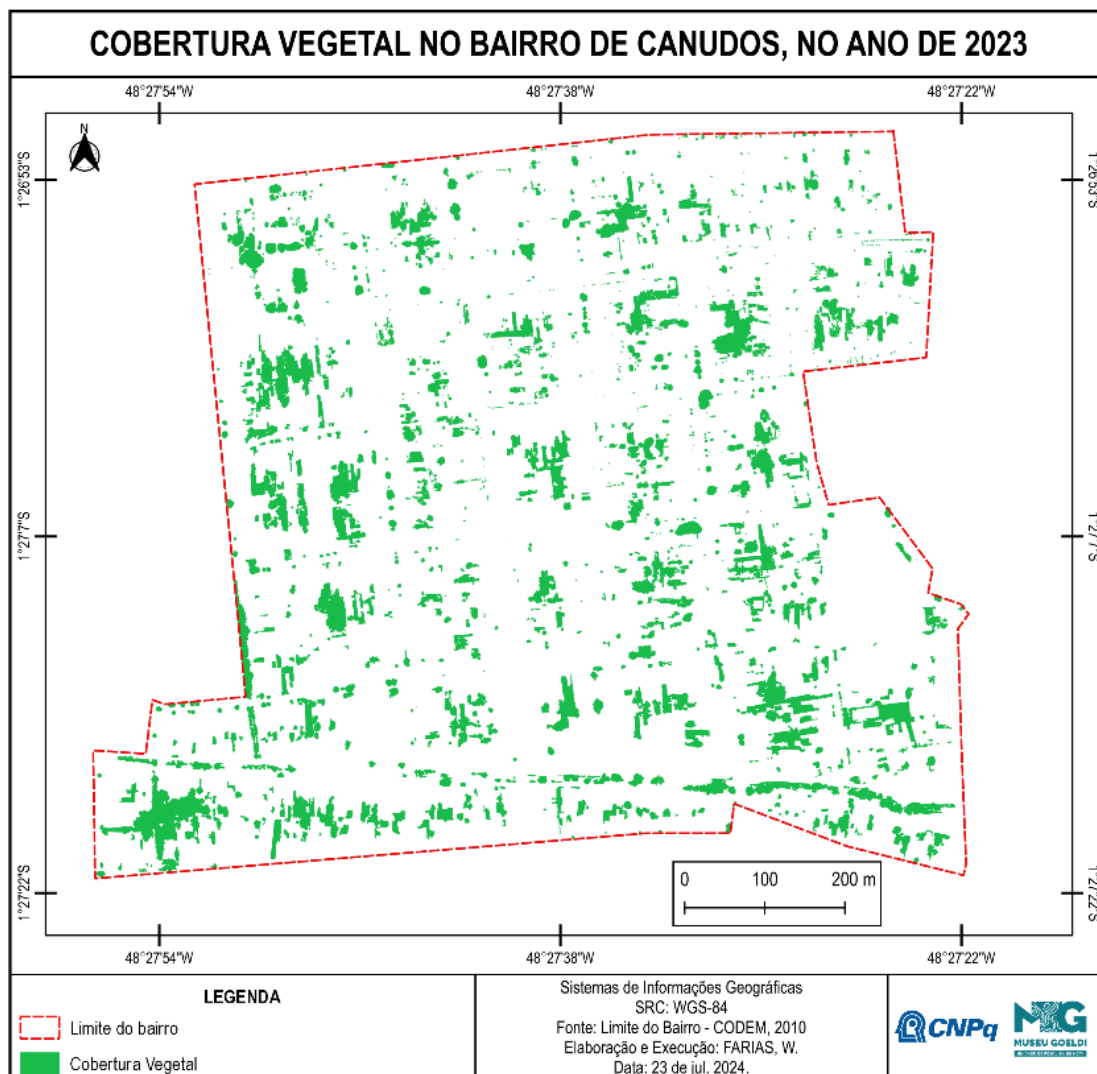 COBERTURA VEGETAL NO BAIRRO DE CANUDOS, NO ANO DE 2023
48°27'54"W 48°27'38"W 48°27'22"W
N
1°26'53"S 1°26'53"S
1°27'7"S 1°27'7"S
1°27'22"S 1°27'22"S
0 100 200 m
48°27'54"W 48°27'38"W 48°27'22"W
LEGENDA
Limite do bairro
Cobertura Vegetal
Sistemas de Informações Geográficas
SRC: WGS-84
Fonte: Limite do Bairro - CODEM, 2010
Elaboração e Execução: FARIAS, W.
Data: 23 de jul. 2024.
CNPq
MUSEU GOELDI